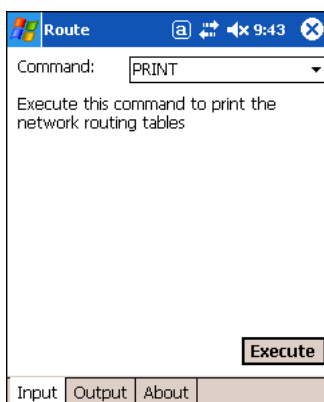 Route a 9:43
Command: PRINT
Execute this command to print the
network routing tables
Execute
Input Output About